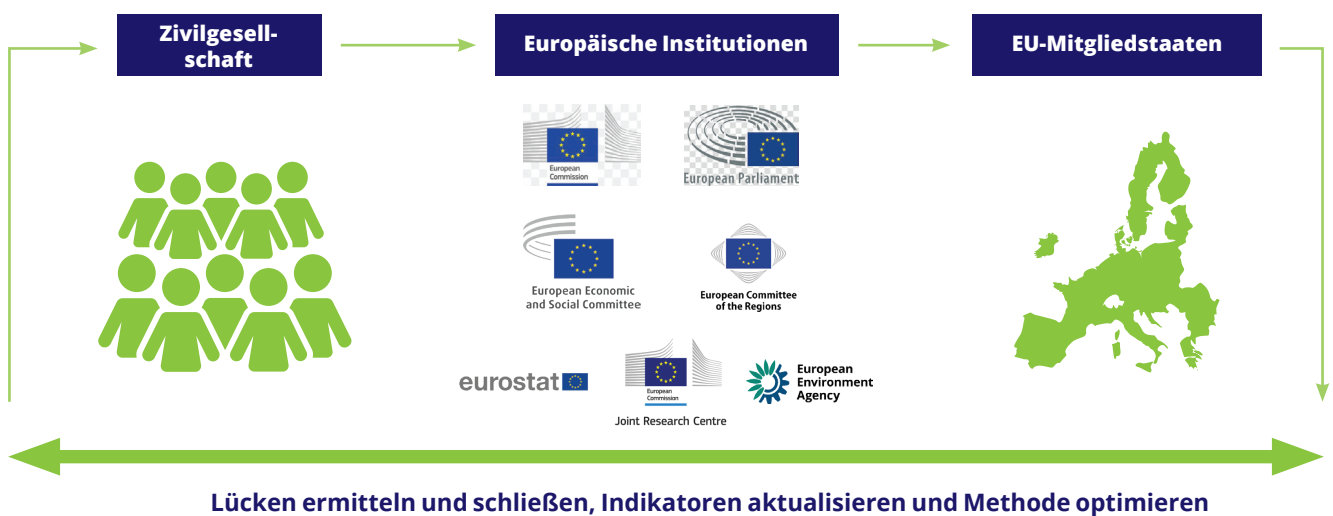 Zivilgesell-
schaft
Europäische Institutionen
EU-Mitgliedstaaten
European
Commission
European Parliament
European Economic
and Social Committee
European Committee
of the Regions
eurostat
European
Commission
Joint Research Centre
European
Environment
Agency
Lücken ermitteln und schließen, Indikatoren aktualisieren und Methode optimieren